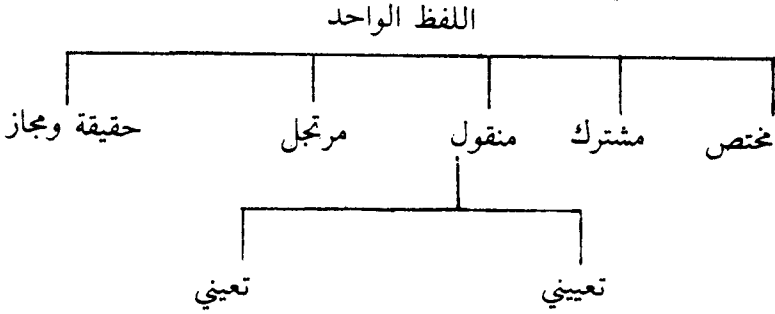 اللفظ الواحد
مختص مشترك منقول مرتجل حقيقة ومجاز
تعييني تعيني